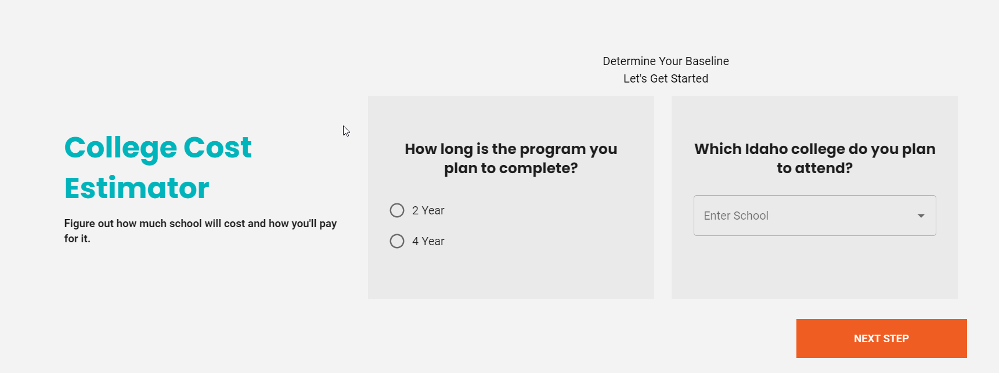 College Cost
Estimator
Figure out how much school will cost and how you'll pay
for it.
Determine Your Baseline
Let's Get Started
How long is the program you
plan to complete?
2 Year
4 Year
Which Idaho college do you plan
to attend?
Enter School
NEXT STEP